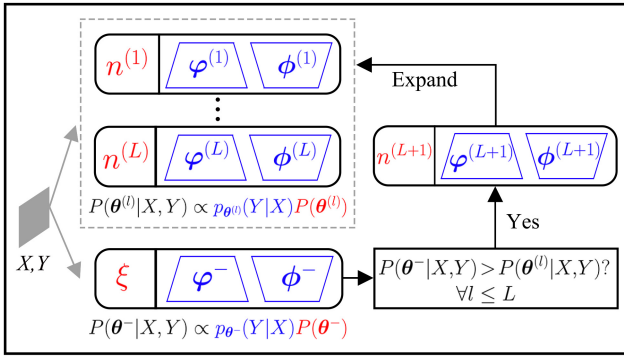 n^(1) φ^(1) ϕ^(1)
Expand
⋮
n^(L) φ^(L) ϕ^(L)
n^(L+1) φ^(L+1) ϕ^(L+1)
P(θ^(l)|X,Y) ∝ p_θ^(l)(Y|X)P(θ^(l))
Yes
X,Y
ξ φ^− ϕ^−
P(θ^−|X,Y)>P(θ^(l)|X,Y)?
∀l ≤ L
P(θ^−|X,Y) ∝ p_θ^−(Y|X)P(θ^−)